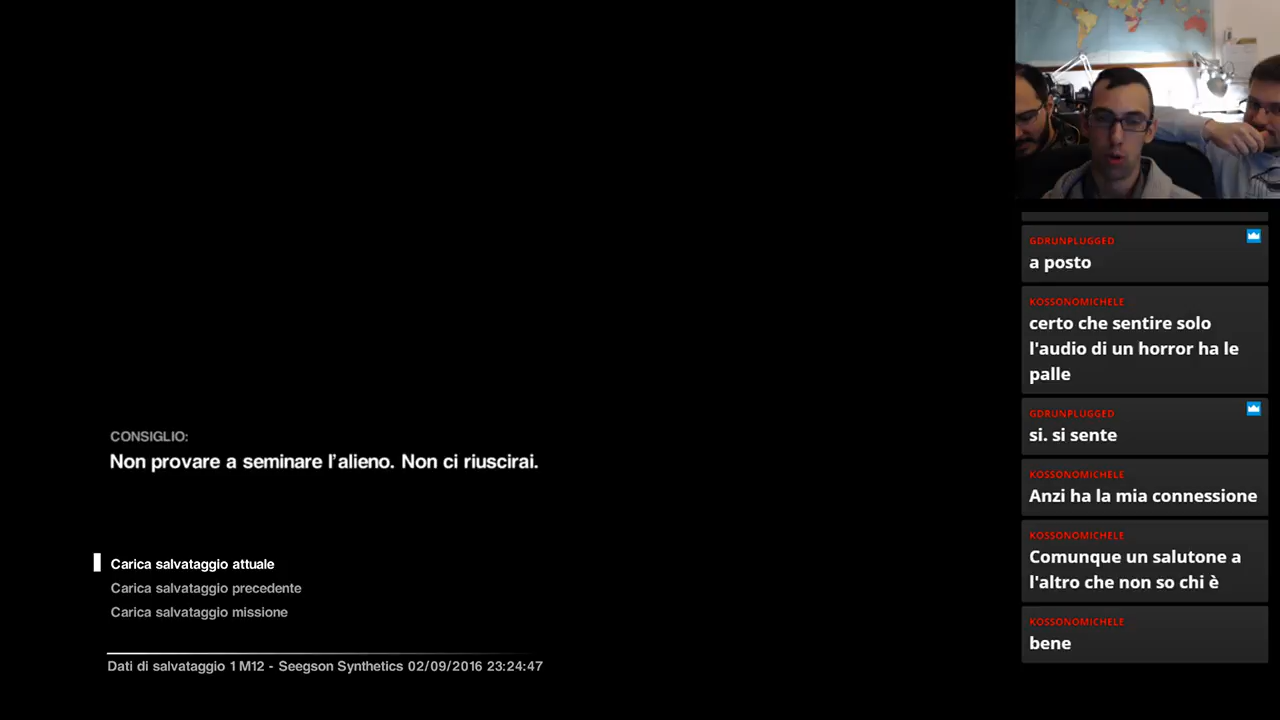 CONSIGLIO:
Non provare a seminare l'alieno. Non ci riuscirai.
Carica salvataggio attuale
Carica salvataggio precedente
Carica salvataggio missione
Dati di salvataggio 1 M12 - Seegson Synthetics 02/09/2016 23:24:47
GDRUNPLUGGED
a posto
KOSSONOMICHELE
certo che sentire solo
l'audio di un horror ha le
palle
GDRUNPLUGGED
si. si sente
KOSSONOMICHELE
Anzi ha la mia connessione
KOSSONOMICHELE
Comunque un salutone a
l'altro che non so chi è
KOSSONOMICHELE
bene